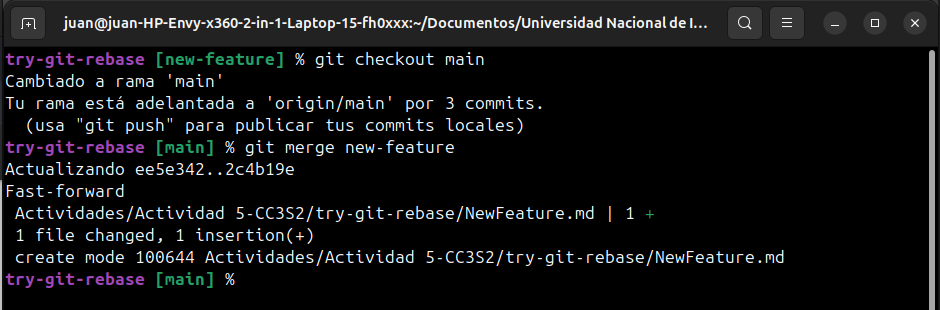 juan@juan-HP-Envy-x360-2-in-1-Laptop-15-fh0xxx:~/Documentos/Universidad Nacional de I...
try-git-rebase [new-feature] % git checkout main
Cambiado a rama 'main'
Tu rama está adelantada a 'origin/main' por 3 commits.
  (usa "git push" para publicar tus commits locales)
try-git-rebase [main] % git merge new-feature
Actualizando ee5e342..2c4b19e
Fast-forward
 Actividades/Actividad 5-CC3S2/try-git-rebase/NewFeature.md | 1 +
 1 file changed, 1 insertion(+)
 create mode 100644 Actividades/Actividad 5-CC3S2/try-git-rebase/NewFeature.md
try-git-rebase [main] %